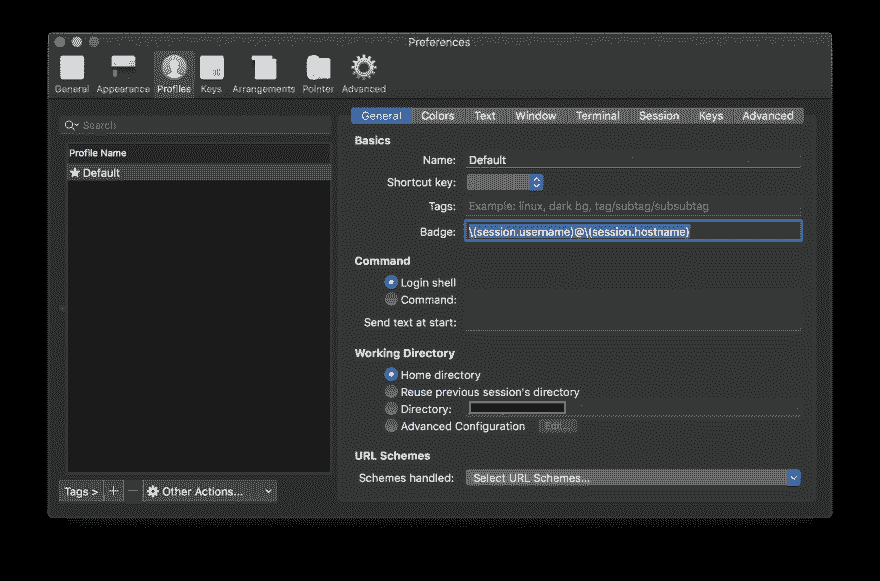 Preferences
General Appearance Profiles Keys Arrangements Pointer Advanced
Search
Profile Name
Default
Tags > + − Other Actions...
General Colors Text Window Terminal Session Keys Advanced
Basics
Name: Default
Shortcut key:
Tags: Example: linux, dark bg, tag/subtag/subsubtag
Badge: \(session.username)@\(session.hostname)
Command
Login shell
Command:
Send text at start:
Working Directory
Home directory
Reuse previous session's directory
Directory:
Advanced Configuration Edit...
URL Schemes
Schemes handled: Select URL Schemes...